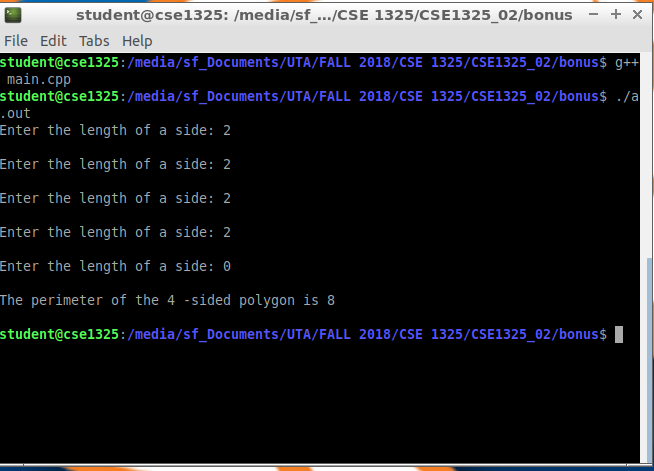 student@cse1325: /media/sf_.../CSE 1325/CSE1325_02/bonus
File Edit Tabs Help
student@cse1325:/media/sf_Documents/UTA/FALL 2018/CSE 1325/CSE1325_02/bonus$ g++
 main.cpp
student@cse1325:/media/sf_Documents/UTA/FALL 2018/CSE 1325/CSE1325_02/bonus$ ./a
.out
Enter the length of a side: 2
Enter the length of a side: 2
Enter the length of a side: 2
Enter the length of a side: 2
Enter the length of a side: 0
The perimeter of the 4 -sided polygon is 8
student@cse1325:/media/sf_Documents/UTA/FALL 2018/CSE 1325/CSE1325_02/bonus$